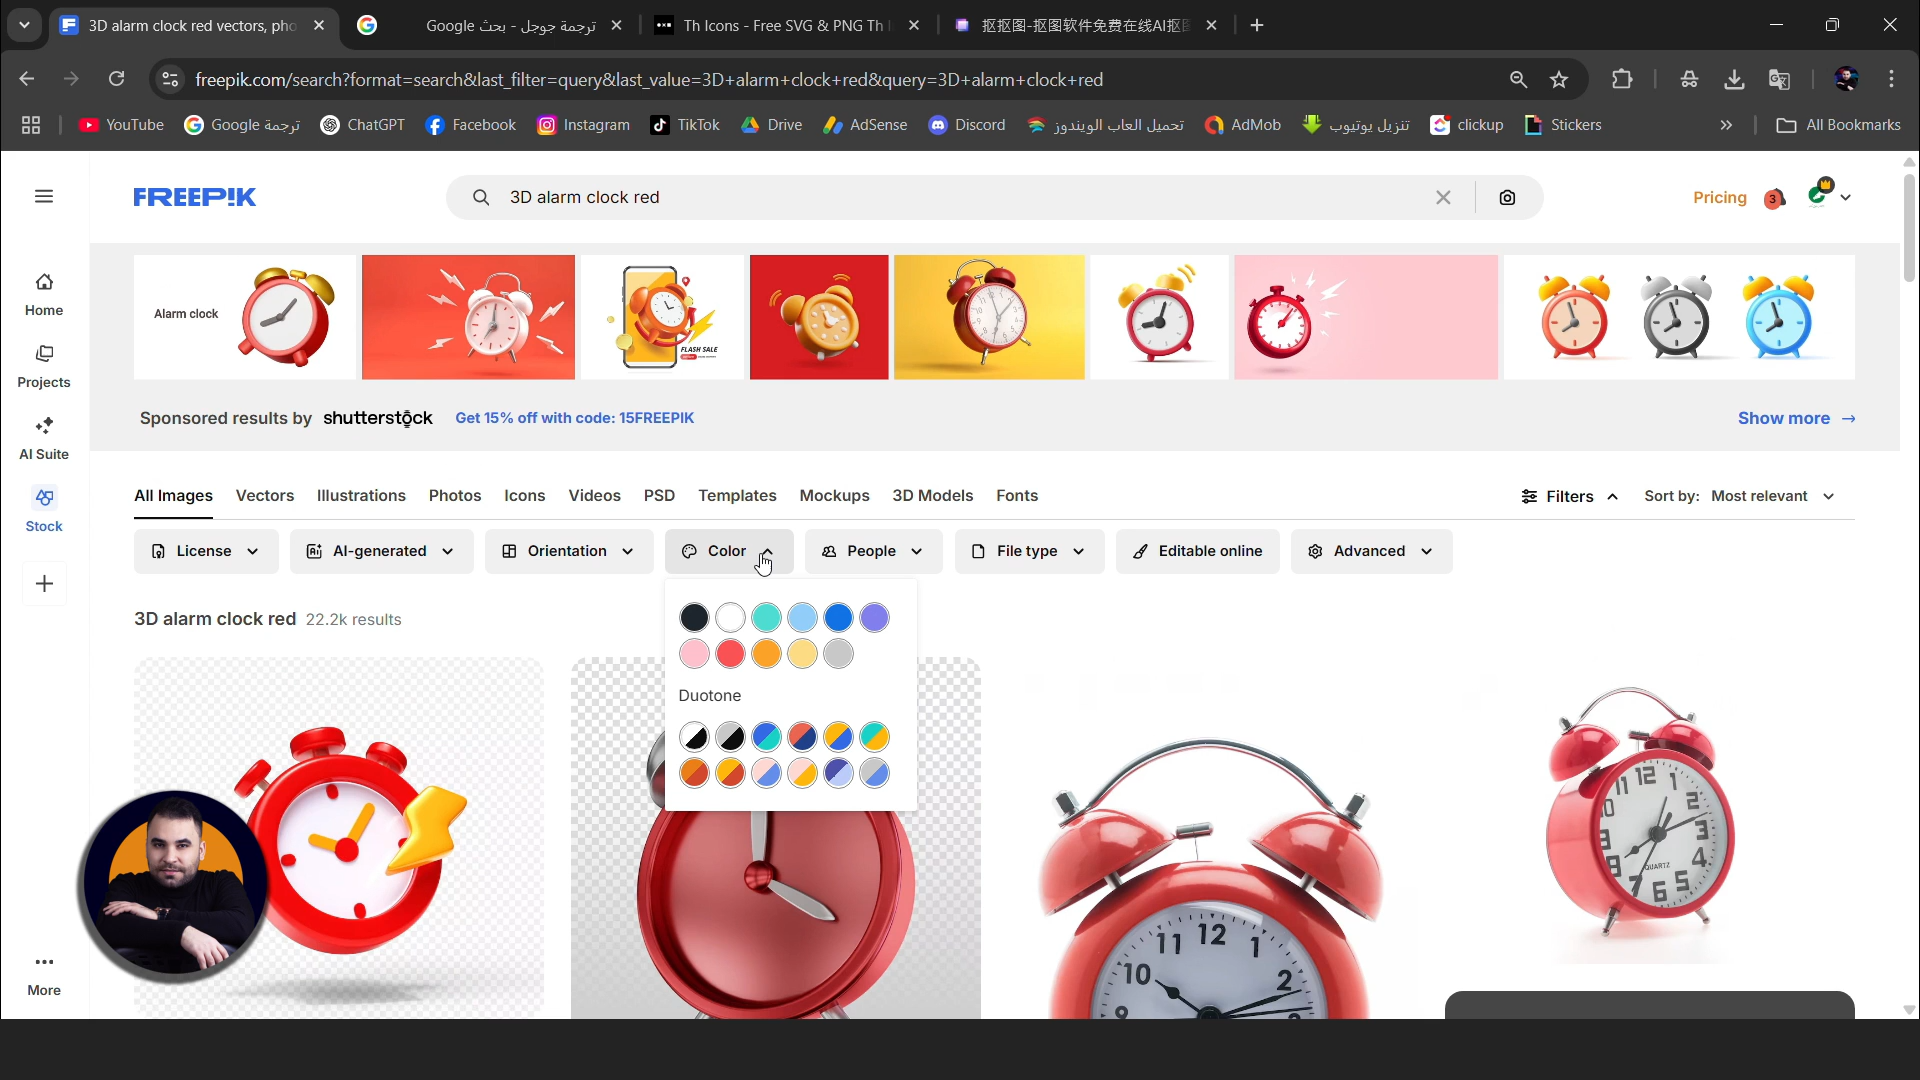 3D alarm clock red vectors, pho
Google ترجمة جوجل - بحث
Th Icons - Free SVG & PNG Th I
抠抠图-抠图软件免费在线AI抠图
freepik.com/search?format=search&last_filter=query&last_value=3D+alarm+clock+red&query=3D+alarm+clock+red
YouTube
Google ترجمة
ChatGPT
Facebook
Instagram
TikTok
Drive
AdSense
Discord
تحميل العاب الويندوز
AdMob
تنزيل يوتيوب
clickup
Stickers
All Bookmarks
FREEP!K
3D alarm clock red
Pricing
3
Home
Projects
AI Suite
Stock
More
Alarm clock
FLASH SALE
Sponsored results by shutterstock Get 15% off with code: 15FREEPIK
Show more →
All Images
Vectors
Illustrations
Photos
Icons
Videos
PSD
Templates
Mockups
3D Models
Fonts
Filters
Sort by: Most relevant
License
AI-generated
Orientation
Color
People
File type
Editable online
Advanced
3D alarm clock red 22.2k results
Duotone
12
11
1
10
2
9
3
12
1
11
2
10
3
9
4
8
5
7
6
QUARTZ